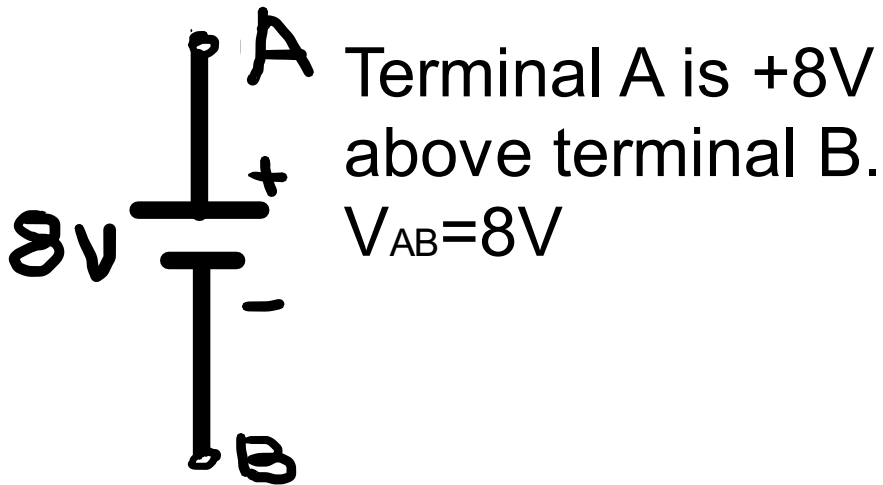 A
Terminal A is +8V
above terminal B.
+
VAB=8V
8V
-
B